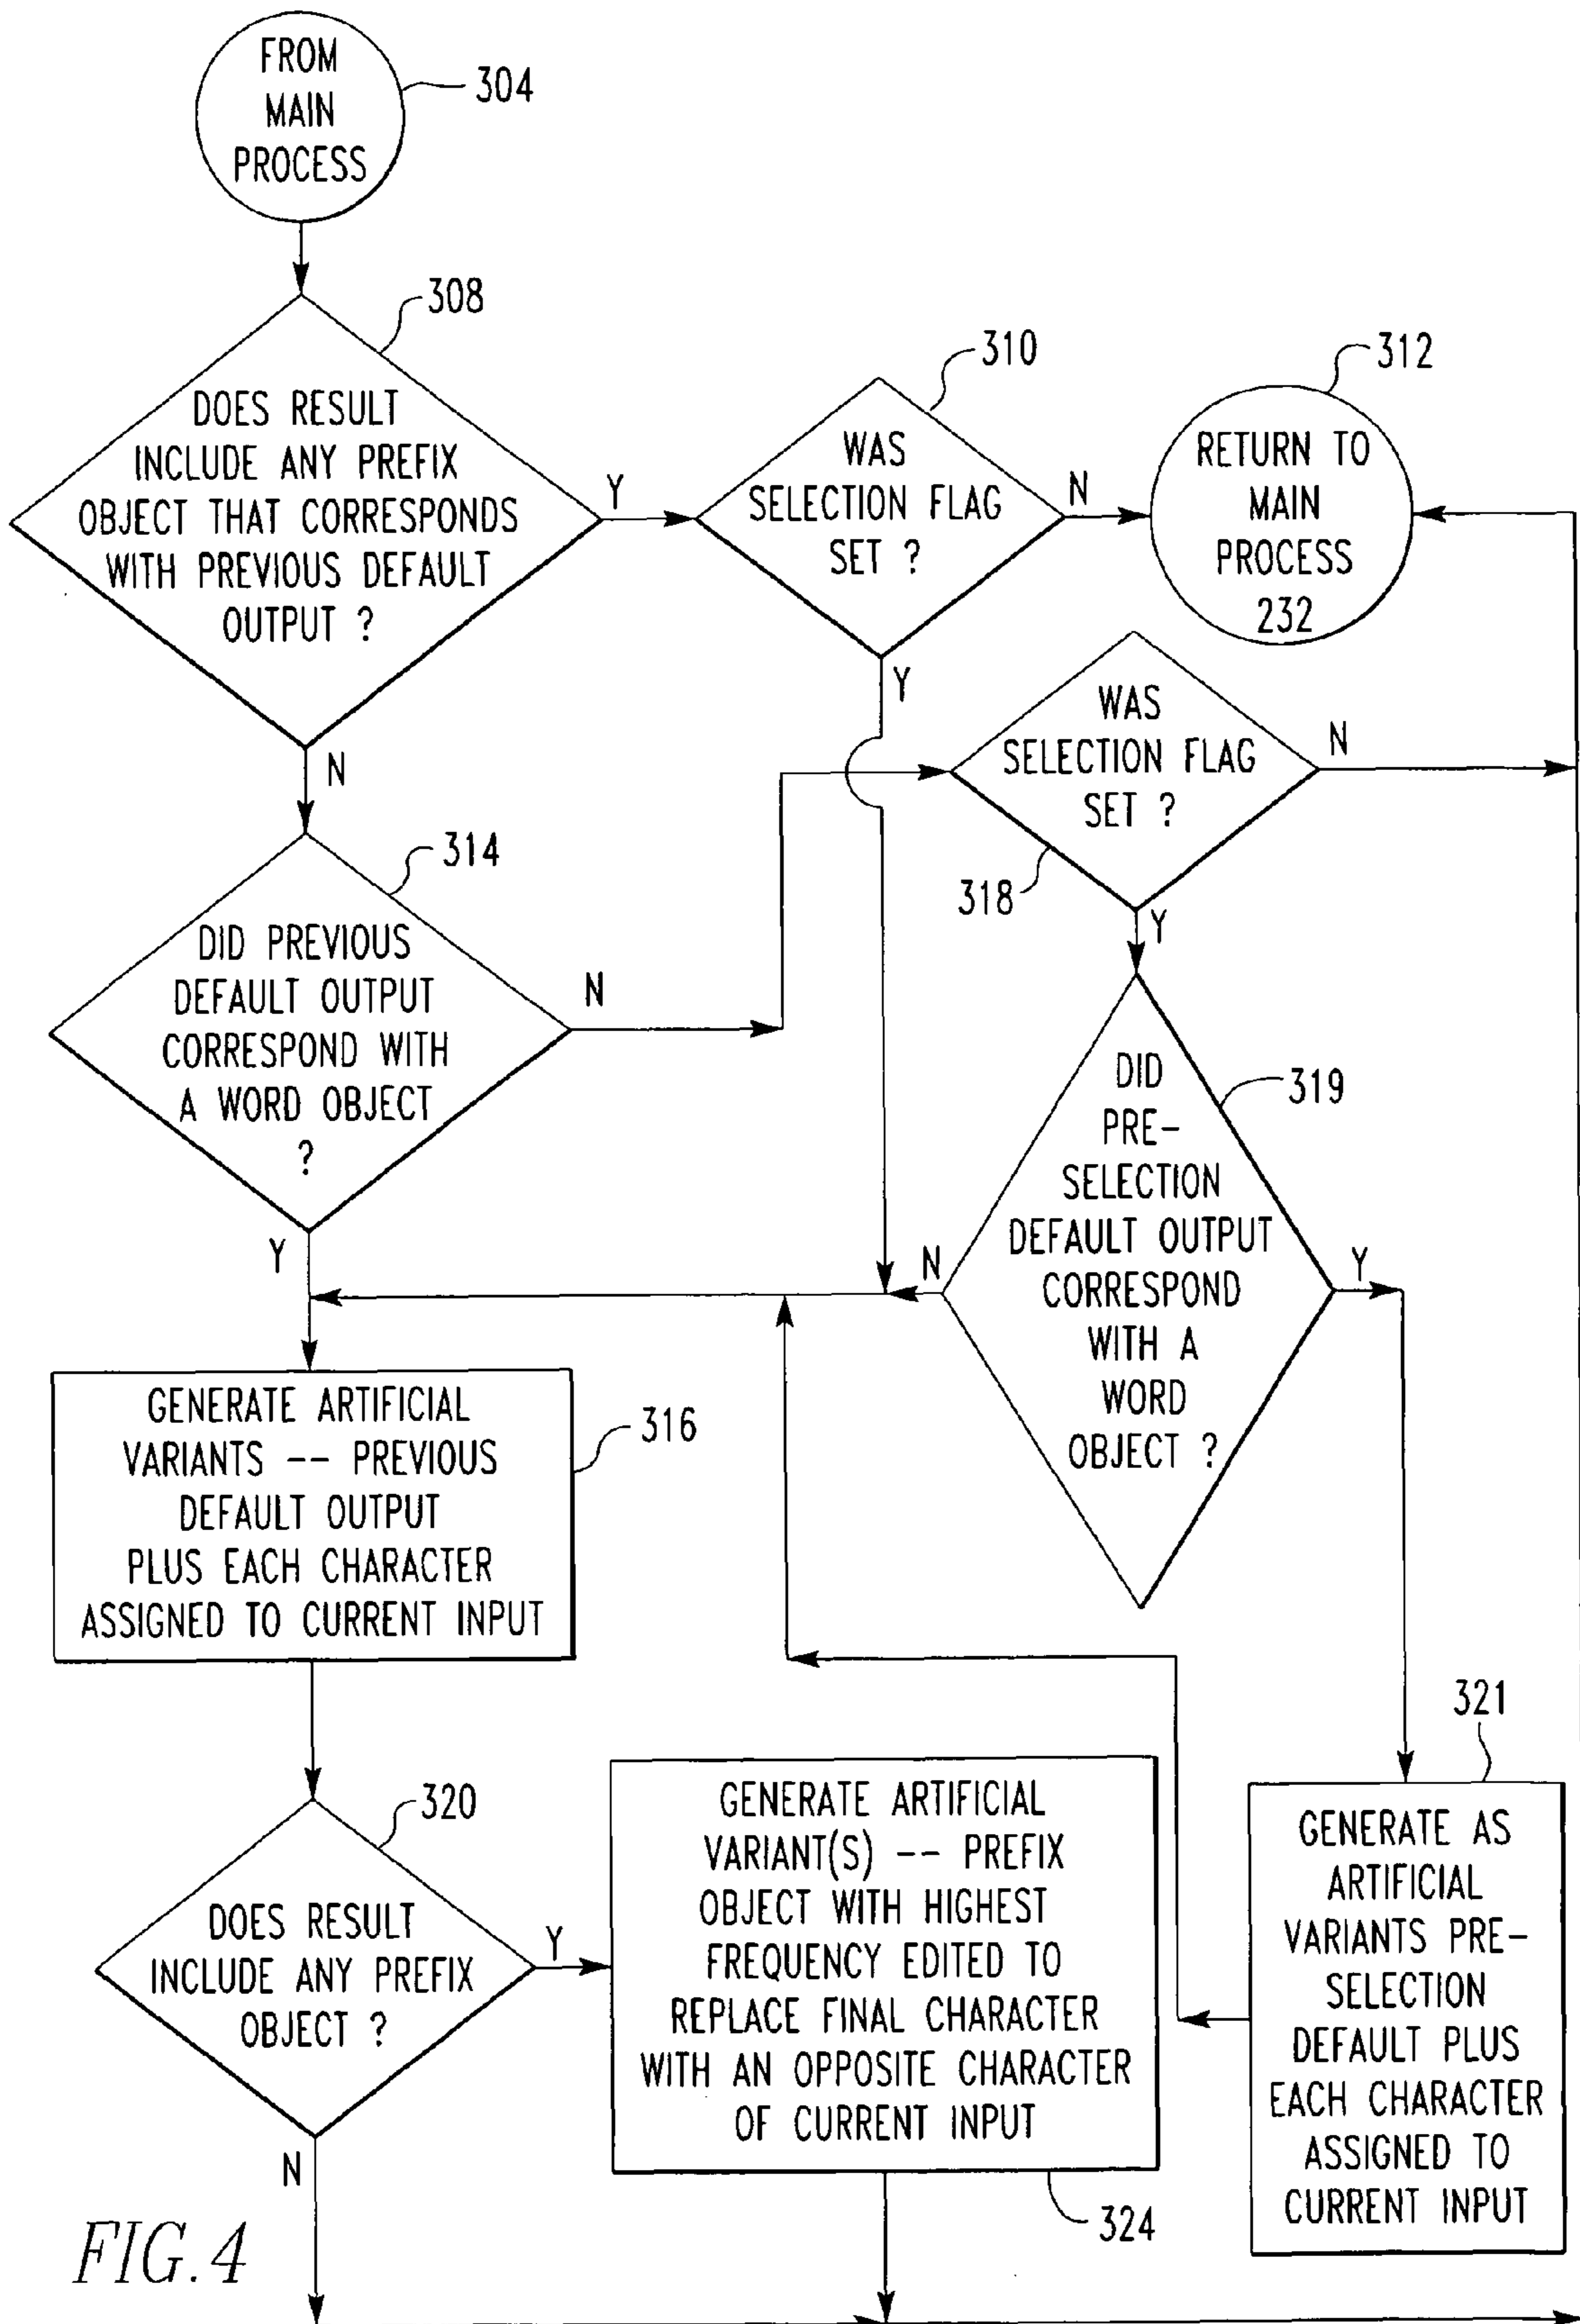 FROM
MAIN
PROCESS
304
308
DOES RESULT
INCLUDE ANY PREFIX
OBJECT THAT CORRESPONDS
WITH PREVIOUS DEFAULT
OUTPUT ?
Y
N
310
WAS
SELECTION FLAG
SET ?
N
Y
312
RETURN TO
MAIN
PROCESS
232
314
DID PREVIOUS
DEFAULT OUTPUT
CORRESPOND WITH
A WORD OBJECT
?
N
Y
WAS
SELECTION FLAG
SET ?
N
318
Y
DID
PRE-
SELECTION
DEFAULT OUTPUT
CORRESPOND
WITH A
WORD
OBJECT ?
319
N
Y
GENERATE ARTIFICIAL
VARIANTS -- PREVIOUS
DEFAULT OUTPUT
PLUS EACH CHARACTER
ASSIGNED TO CURRENT INPUT
316
320
DOES RESULT
INCLUDE ANY PREFIX
OBJECT ?
Y
N
GENERATE ARTIFICIAL
VARIANT(S) -- PREFIX
OBJECT WITH HIGHEST
FREQUENCY EDITED TO
REPLACE FINAL CHARACTER
WITH AN OPPOSITE CHARACTER
OF CURRENT INPUT
324
321
GENERATE AS
ARTIFICIAL
VARIANTS PRE-
SELECTION
DEFAULT PLUS
EACH CHARACTER
ASSIGNED TO
CURRENT INPUT
FIG. 4